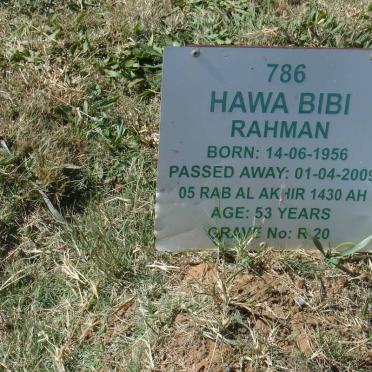 786
HAWA BIBI
RAHMAN
BORN: 14-06-1956
PASSED AWAY: 01-04-2009
05 RAB AL AKHIR 1430 AH
AGE: 53 YEARS
GRAVE No: R 20